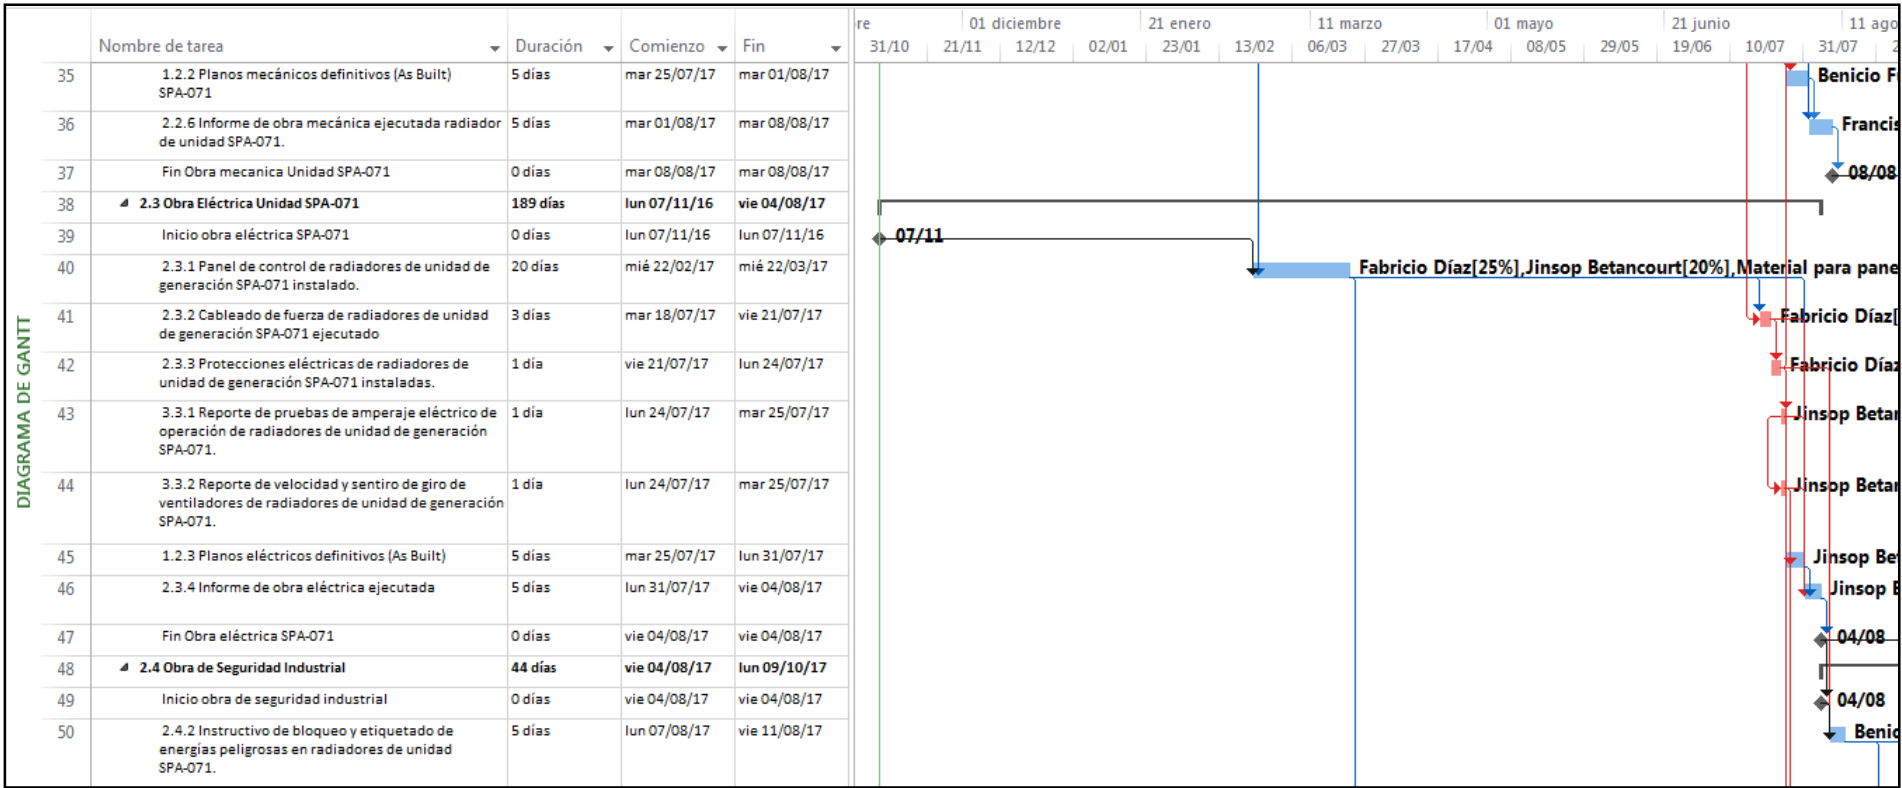 re
01 diciembre
21 enero
11 marzo
01 mayo
21 junio
11 ago
Nombre de tarea
Duración
Comienzo
Fin
31/10
21/11
12/12
02/01
23/01
13/02
06/03
27/03
17/04
08/05
29/05
19/06
10/07
31/07
2
DIAGRAMA DE GANTT
35 1.2.2 Planos mecánicos definitivos (As Built) 5 días mar 25/07/17 mar 01/08/17 Benicio F
SPA-071
36 2.2.6 Informe de obra mecánica ejecutada radiador 5 días mar 01/08/17 mar 08/08/17 Francis
de unidad SPA-071.
37 Fin Obra mecanica Unidad SPA-071 0 días mar 08/08/17 mar 08/08/17 08/08
38 2.3 Obra Eléctrica Unidad SPA-071 189 días lun 07/11/16 vie 04/08/17
39 Inicio obra eléctrica SPA-071 0 días lun 07/11/16 lun 07/11/16 07/11
40 2.3.1 Panel de control de radiadores de unidad de 20 días mié 22/02/17 mié 22/03/17 Fabricio Díaz[25%],Jinsop Betancourt[20%],Material para pane
generación SPA-071 instalado.
41 2.3.2 Cableado de fuerza de radiadores de unidad 3 días mar 18/07/17 vie 21/07/17 Fabricio Díaz[
de generación SPA-071 ejecutado
42 2.3.3 Protecciones eléctricas de radiadores de 1 día vie 21/07/17 lun 24/07/17 Fabricio Díaz
unidad de generación SPA-071 instaladas.
43 3.3.1 Reporte de pruebas de amperaje eléctrico de 1 día lun 24/07/17 mar 25/07/17 Jinsop Betan
operación de radiadores de unidad de generación
SPA-071.
44 3.3.2 Reporte de velocidad y sentiro de giro de 1 día lun 24/07/17 mar 25/07/17 Jinsop Betan
ventiladores de radiadores de unidad de generación
SPA-071.
45 1.2.3 Planos eléctricos definitivos (As Built) 5 días mar 25/07/17 lun 31/07/17 Jinsop Be
46 2.3.4 Informe de obra eléctrica ejecutada 5 días lun 31/07/17 vie 04/08/17 Jinsop B
47 Fin Obra eléctrica SPA-071 0 días vie 04/08/17 vie 04/08/17 04/08
48 2.4 Obra de Seguridad Industrial 44 días vie 04/08/17 lun 09/10/17
49 Inicio obra de seguridad industrial 0 días vie 04/08/17 vie 04/08/17 04/08
50 2.4.2 Instructivo de bloqueo y etiquetado de 5 días lun 07/08/17 vie 11/08/17 Benic
energías peligrosas en radiadores de unidad
SPA-071.